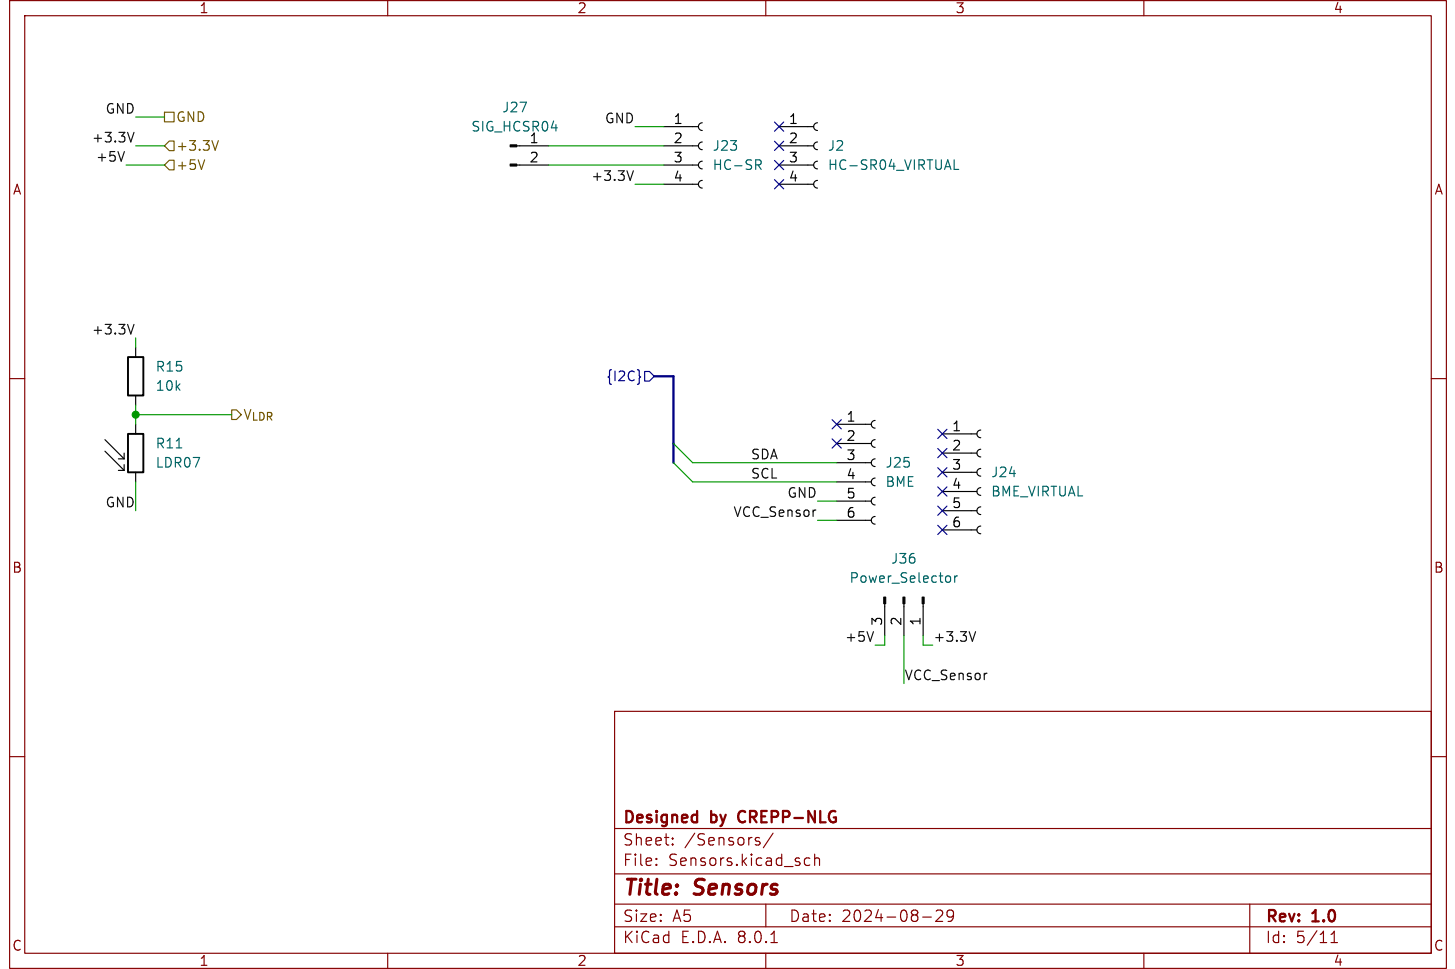 1 2 3 4
A A
B B
C C
GND GND
+3.3V +3.3V
+5V +5V
J27
SIG_HCSR04
1
2
GND 1
2
3
+3.3V 4
J23
HC-SR
1
2
3
4
J2
HC-SR04_VIRTUAL
+3.3V
R15
10k
VLDR
R11
LDR07
GND
{I2C}
1
2
SDA 3
SCL 4
GND 5
VCC_Sensor 6
J25
BME
1
2
3
4
5
6
J24
BME_VIRTUAL
J36
Power_Selector
3 2 1
+5V +3.3V
VCC_Sensor
Designed by CREPP-NLG
Sheet: /Sensors/
File: Sensors.kicad_sch
Title: Sensors
Size: A5 Date: 2024-08-29 Rev: 1.0
KiCad E.D.A. 8.0.1 Id: 5/11
1 2 3 4